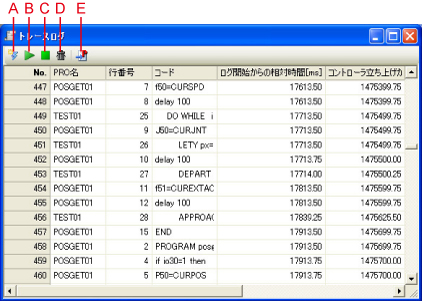 A B C D E
トレースログ
No. PRO名 行番号 コード ログ開始からの相対時間[ms] コントローラ立ち上げか
447 POSGET01 7 f50=CURSPD 17613.50 1475399.75
448 POSGET01 8 delay 100 17613.50 1475399.75
449 TEST01 25 DO WHILE i 17713.50 1475499.75
450 POSGET01 9 J50=CURJNT 17713.50 1475499.75
451 TEST01 26 LETY px= 17713.50 1475499.75
452 POSGET01 10 delay 100 17713.75 1475500.00
453 TEST01 27 DEPART 17714.00 1475500.25
454 POSGET01 11 f51=CUREXTAC 17813.50 1475599.75
455 POSGET01 12 delay 100 17813.50 1475599.75
456 TEST01 28 APPROA( 17839.25 1475625.50
457 POSGET01 15 END 17913.50 1475699.75
458 POSGET01 2 PROGRAM posg 17913.50 1475699.75
459 POSGET01 4 if io30=1 then 17913.75 1475700.00
460 POSGET01 5 P50=CURPOS 17913.75 1475700.00